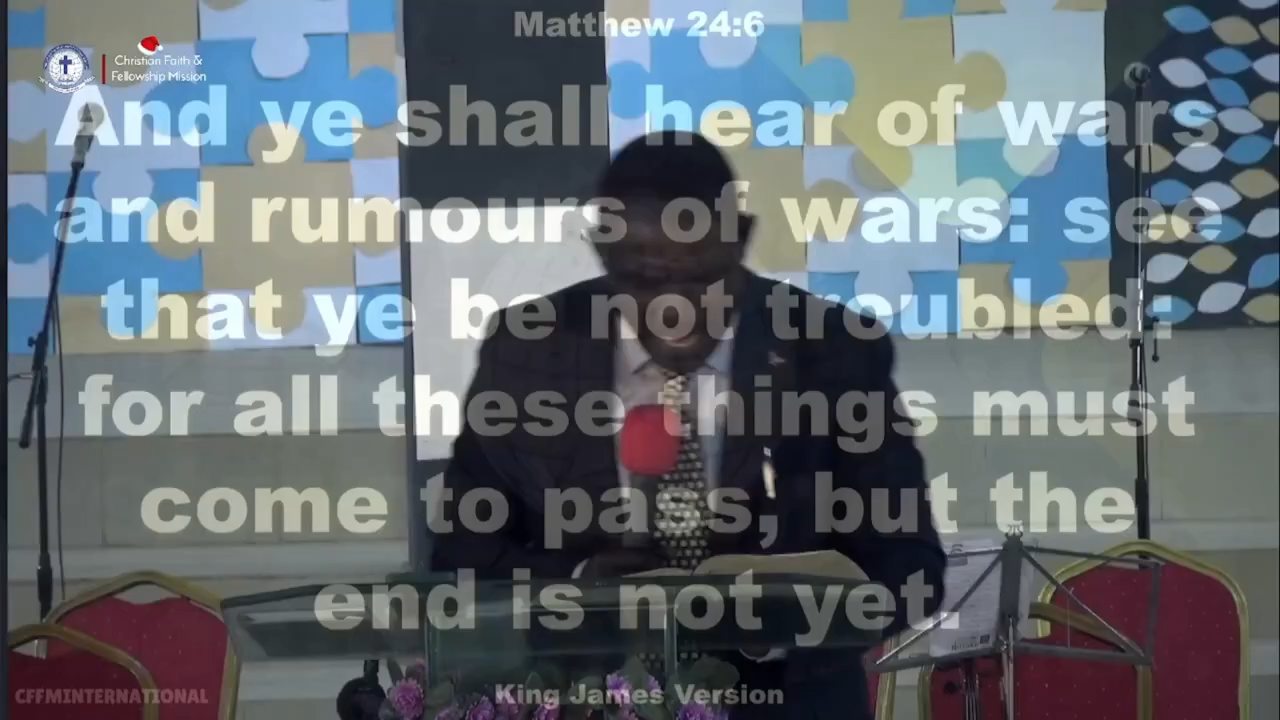 Matthew 24:6
Christian Faith &
Fellowship Mission
And ye shall hear of wars
and rumours of wars: see
that ye be not troubled:
for all these things must
come to pass, but the
end is not yet.
CFFMINTERNATIONAL
King James Version